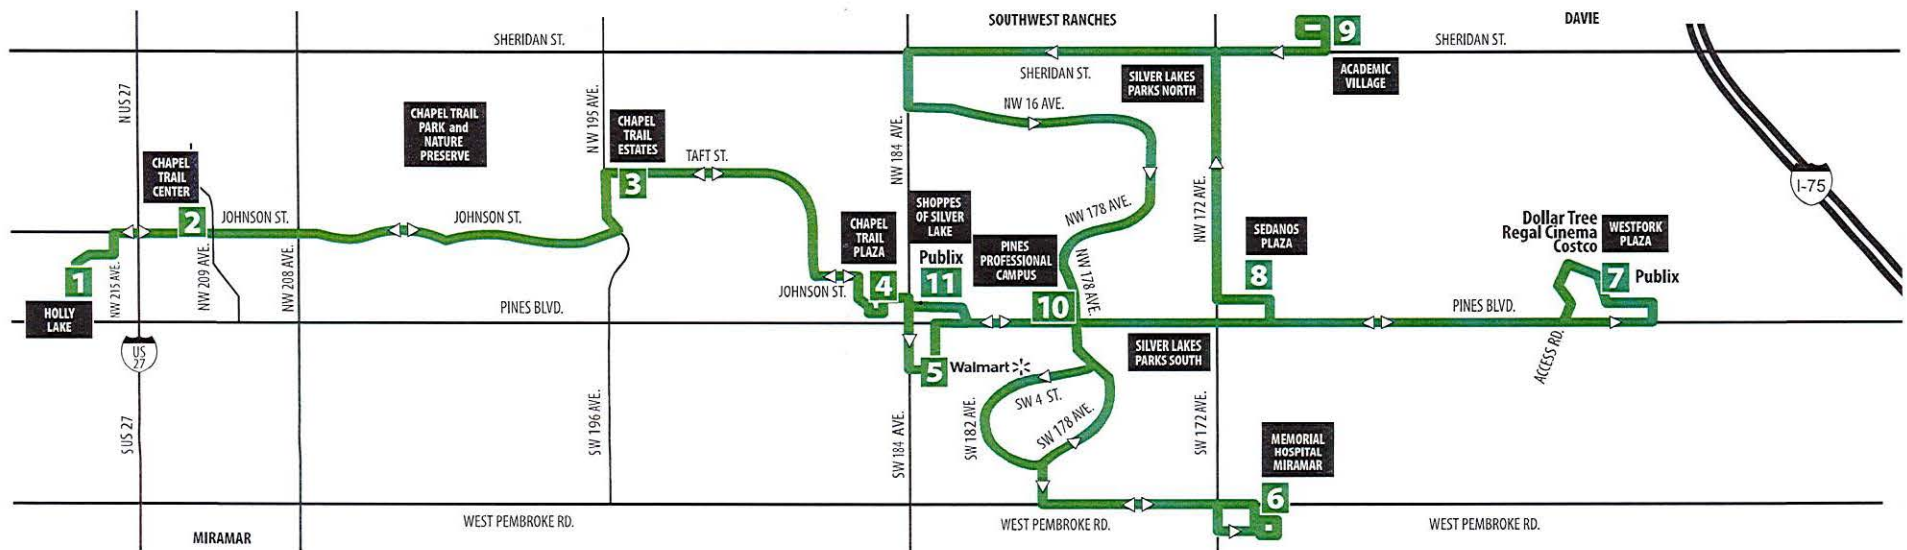 SOUTHWEST RANCHES
DAVIE
SHERIDAN ST.
9
SHERIDAN ST.
SHERIDAN ST.
ACADEMIC
VILLAGE
SILVER LAKES
PARKS NORTH
N US 27
N W 195 AVE.
NW 16 AVE.
CHAPEL TRAIL
PARK and
NATURE
PRESERVE
CHAPEL
TRAIL
ESTATES
CHAPEL
TRAIL
CENTER
TAFT ST.
NW 184 AVE.
3
I-75
JOHNSON ST.
JOHNSON ST.
2
NW 209 AVE.
NW 208 AVE.
NW 215 AVE.
1
HOLLY
LAKE
CHAPEL
TRAIL
PLAZA
SHOPPES
OF SILVER
LAKE
Publix
11
PINES
PROFESSIONAL
CAMPUS
NW 178 AVE.
NW 178 AVE.
NW 172 AVE.
SEDANOS
PLAZA
8
Dollar Tree
Regal Cinema
Costco
WESTFORK
PLAZA
7
Publix
4
JOHNSON ST.
10
PINES BLVD.
PINES BLVD.
US
27
5
Walmart
SILVER LAKES
PARKS SOUTH
ACCESS RD.
SW 4 ST.
S US 27
SW 196 AVE.
SW 184 AVE.
SW 182 AVE.
SW 178 AVE.
SW 172 AVE.
MEMORIAL
HOSPITAL
MIRAMAR
6
WEST PEMBROKE RD.
WEST PEMBROKE RD.
WEST PEMBROKE RD.
MIRAMAR